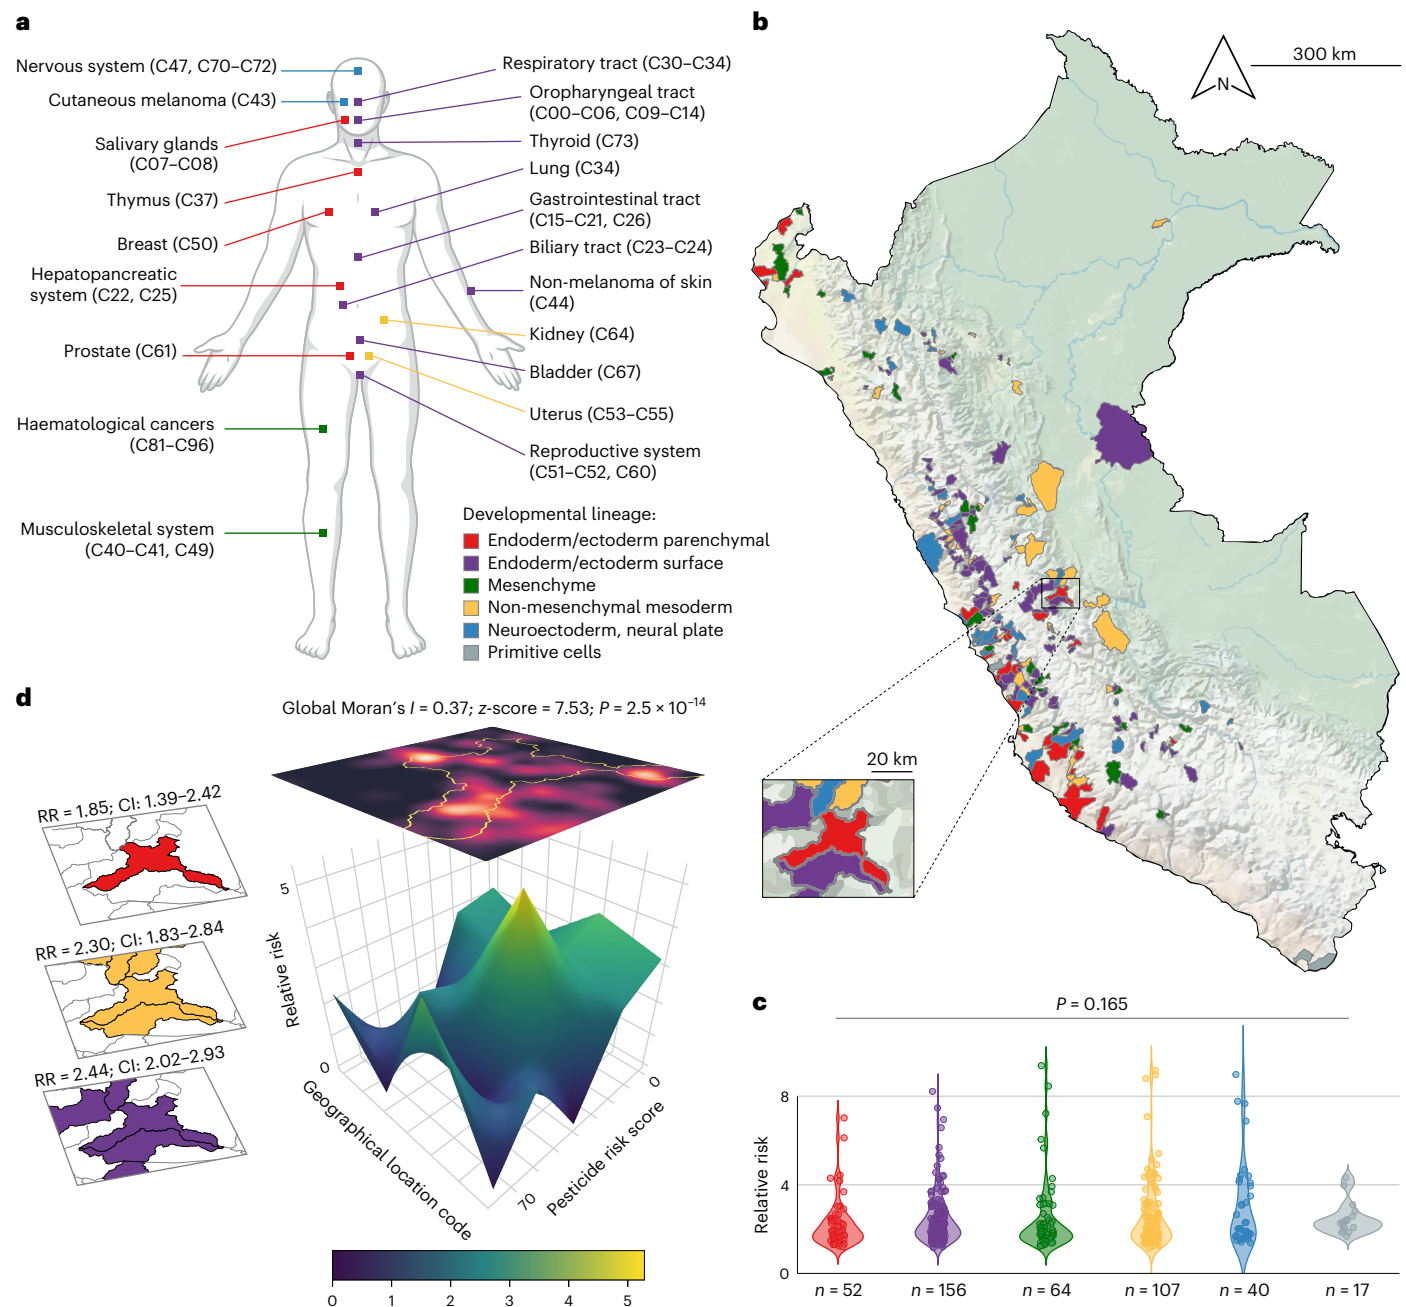 a
Nervous system (C47, C70–C72)
Cutaneous melanoma (C43)
Salivary glands
(C07–C08)
Thymus (C37)
Breast (C50)
Hepatopancreatic
system (C22, C25)
Prostate (C61)
Haematological cancers
(C81–C96)
Musculoskeletal system
(C40–C41, C49)
Respiratory tract (C30–C34)
Oropharyngeal tract
(C00–C06, C09–C14)
Thyroid (C73)
Lung (C34)
Gastrointestinal tract
(C15–C21, C26)
Biliary tract (C23–C24)
Non-melanoma of skin
(C44)
Kidney (C64)
Bladder (C67)
Uterus (C53–C55)
Reproductive system
(C51–C52, C60)
Developmental lineage:
Endoderm/ectoderm parenchymal
Endoderm/ectoderm surface
Mesenchyme
Non-mesenchymal mesoderm
Neuroectoderm, neural plate
Primitive cells
b
N
300 km
20 km
c
P = 0.165
Relative risk
8
4
0
n = 52
n = 156
n = 64
n = 107
n = 40
n = 17
d
Global Moran's I = 0.37; z-score = 7.53; P = 2.5 × 10⁻¹⁴
RR = 1.85; CI: 1.39–2.42
RR = 2.30; CI: 1.83–2.84
RR = 2.44; CI: 2.02–2.93
5
Relative risk
0
Geographical location code
70
Pesticide risk score
0
0 1 2 3 4 5